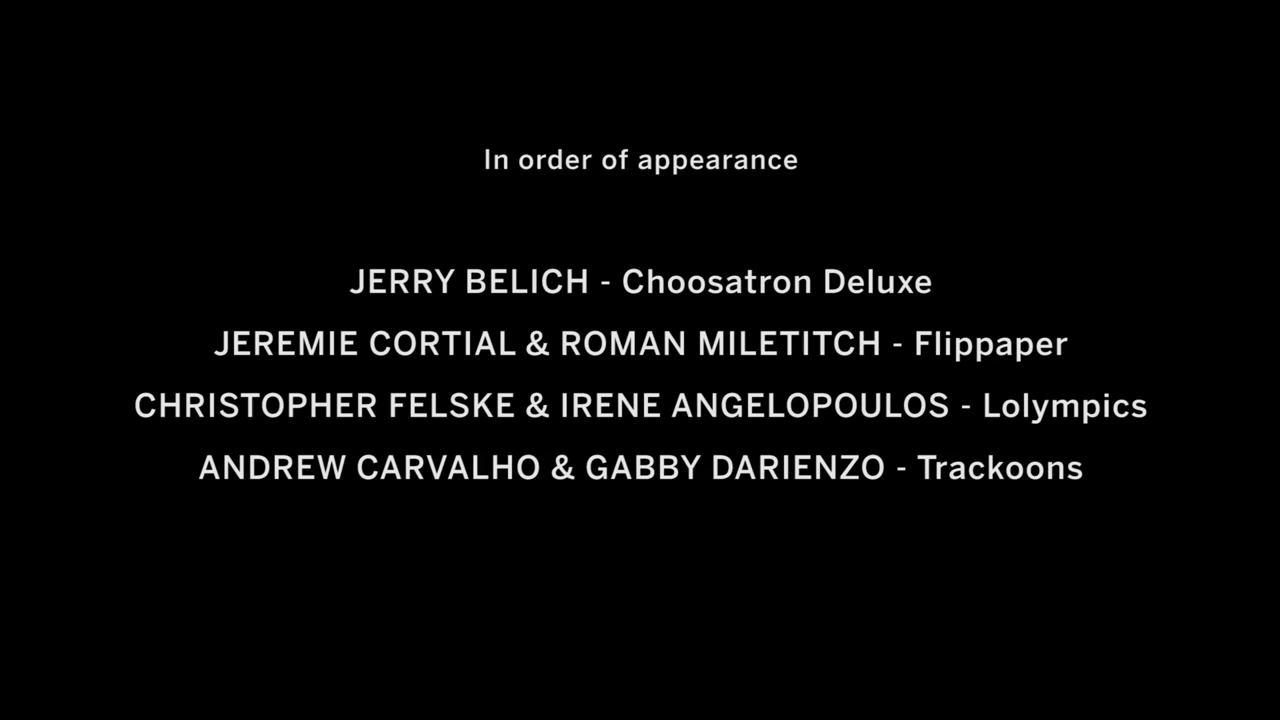 In order of appearance
JERRY BELICH - Choosatron Deluxe
JEREMIE CORTIAL & ROMAN MILETITCH - Flippaper
CHRISTOPHER FELSKE & IRENE ANGELOPOULOS - Lolympics
ANDREW CARVALHO & GABBY DARIENZO - Trackoons